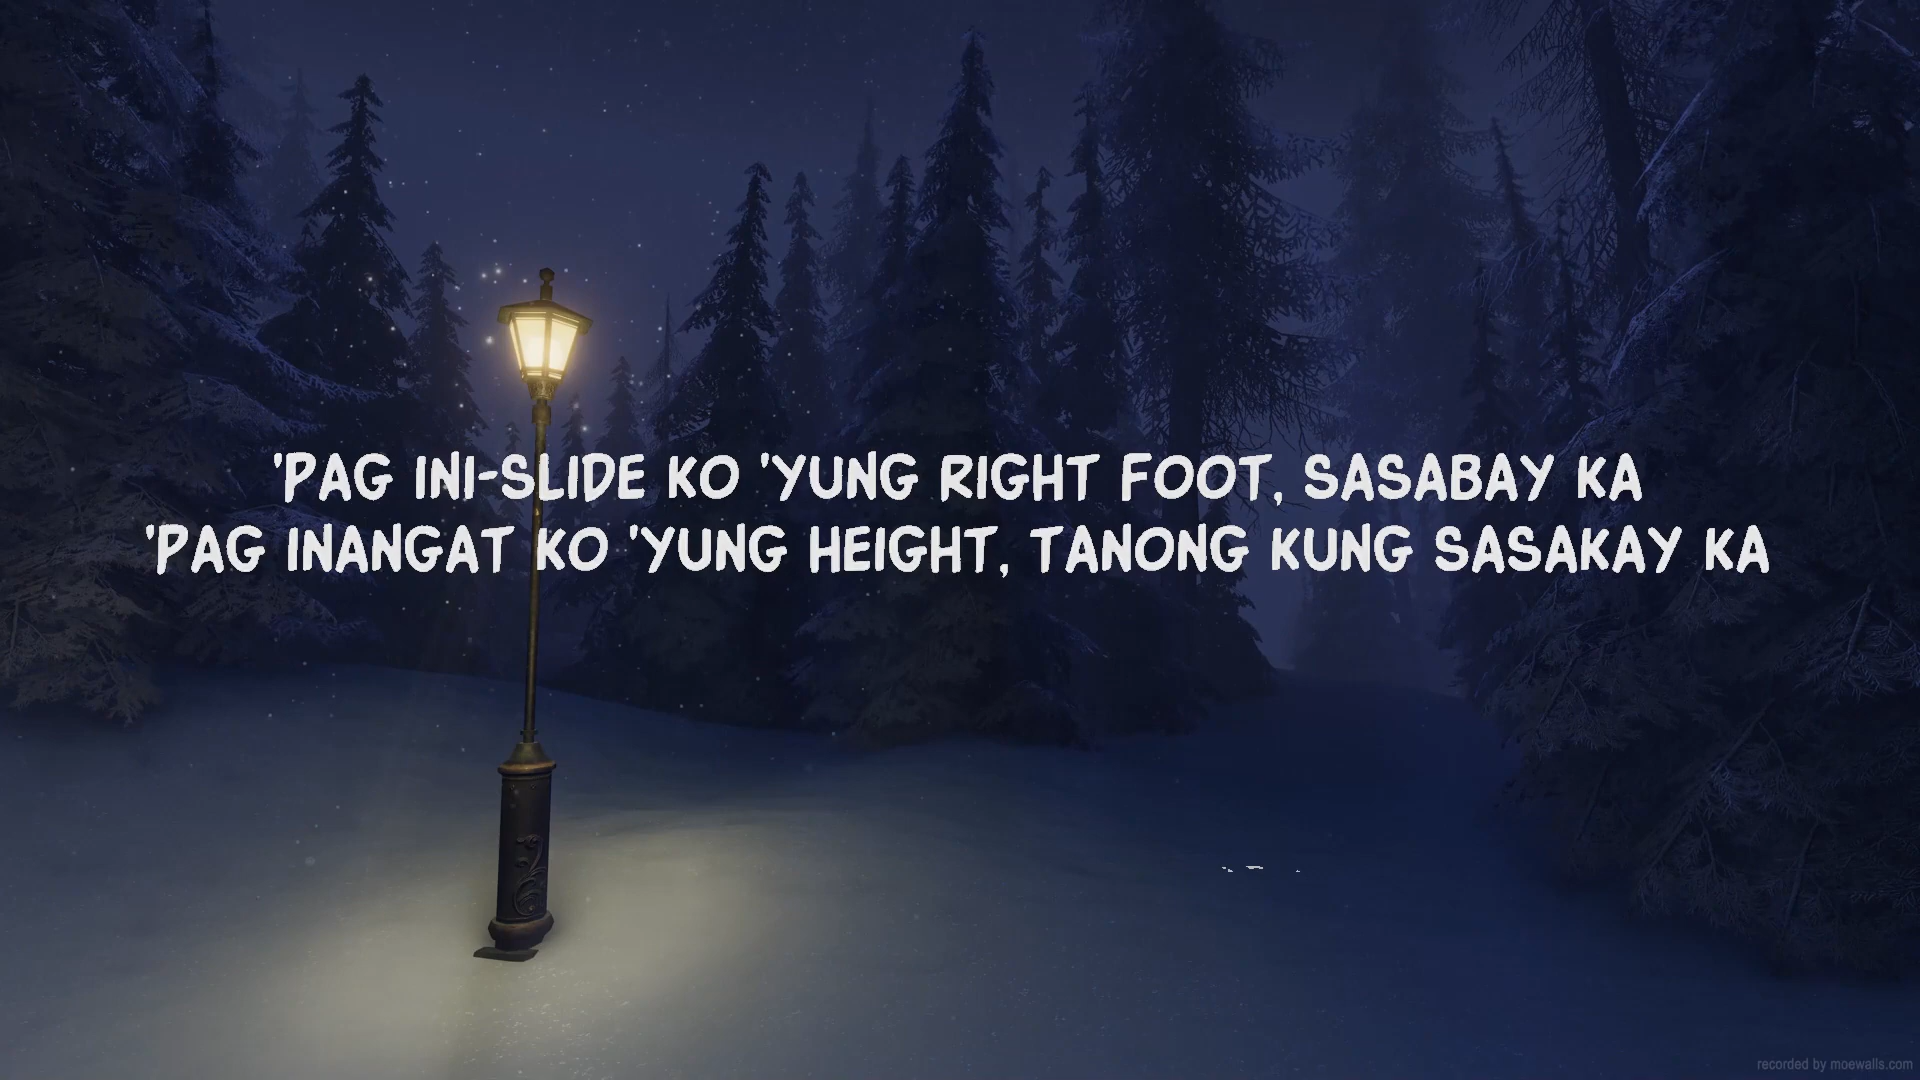 'PAG INI-SLIDE KO 'YUNG RIGHT FOOT, SASABAY KA
'PAG INANGAT KO 'YUNG HEIGHT, TANONG KUNG SASAKAY KA
recorded by moewalls.com